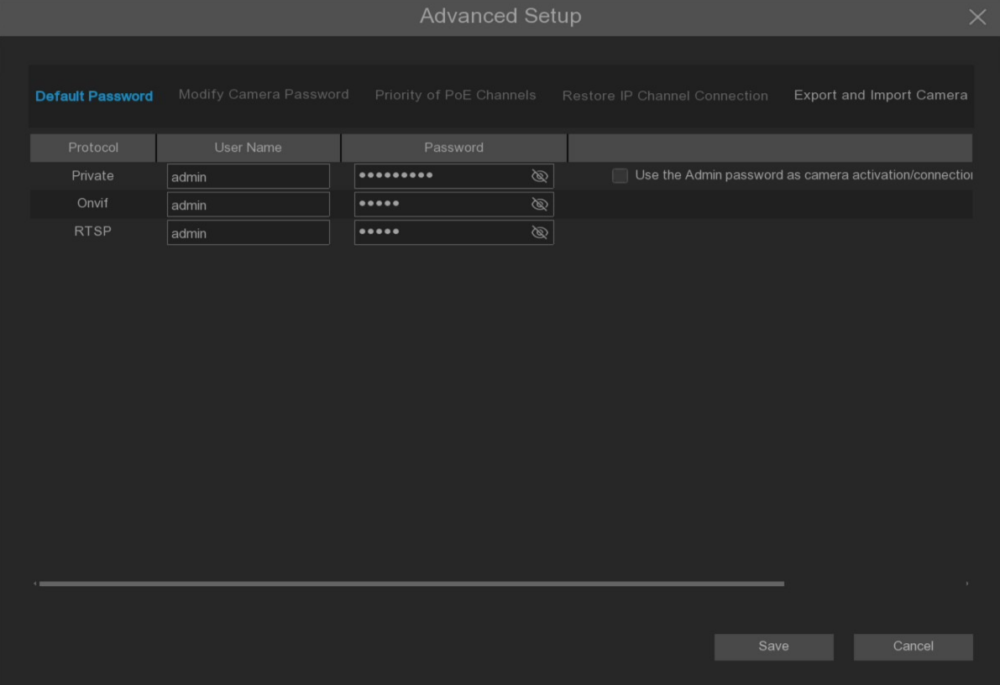 Advanced Setup
Default Password Modify Camera Password Priority of PoE Channels Restore IP Channel Connection Export and Import Camera
Protocol User Name Password
Private admin ••••••••• Use the Admin password as camera activation/connection
Onvif admin •••••
RTSP admin •••••
Save Cancel